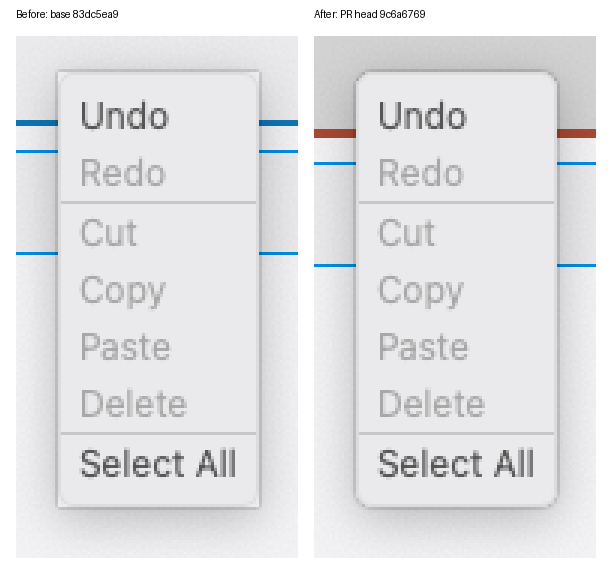 Before: base 83dc5ea9
After: PR head 9c6a6769
Undo
Redo
Cut
Copy
Paste
Delete
Select All
Undo
Redo
Cut
Copy
Paste
Delete
Select All